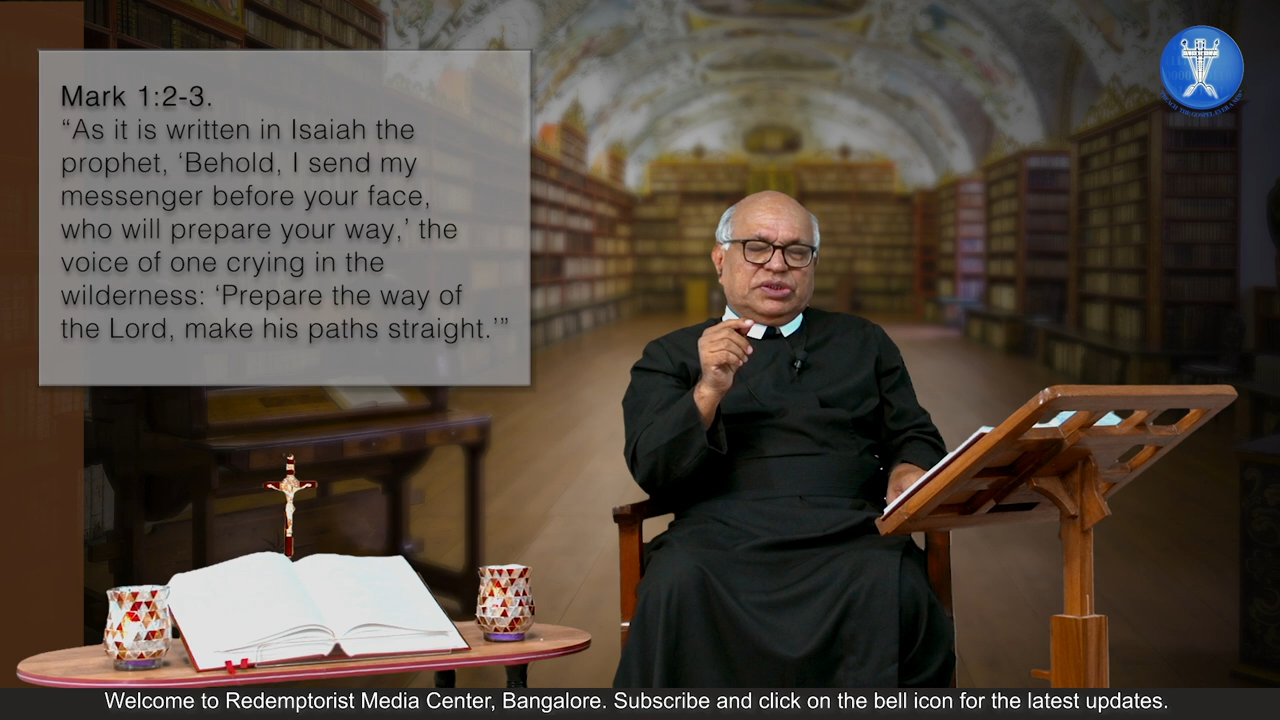 Mark 1:2-3.
“As it is written in Isaiah the
prophet, ‘Behold, I send my
messenger before your face,
who will prepare your way,’ the
voice of one crying in the
wilderness: ‘Prepare the way of
the Lord, make his paths straight.’”
Welcome to Redemptorist Media Center, Bangalore. Subscribe and click on the bell icon for the latest updates.